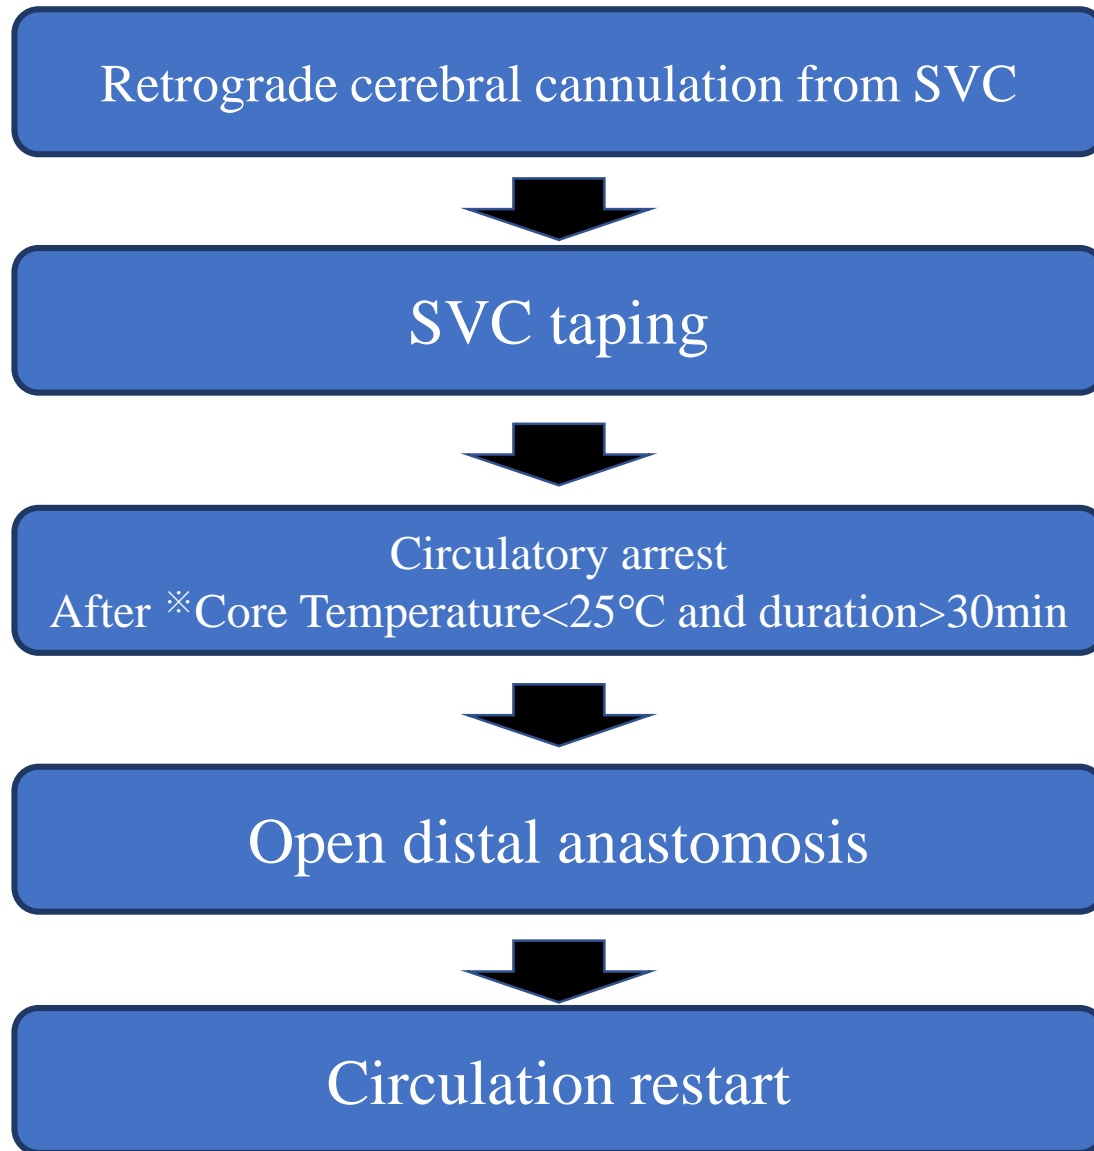 Retrograde cerebral cannulation from SVC
SVC taping
Circulatory arrest
After ※Core Temperature<25℃ and duration>30min
Open distal anastomosis
Circulation restart